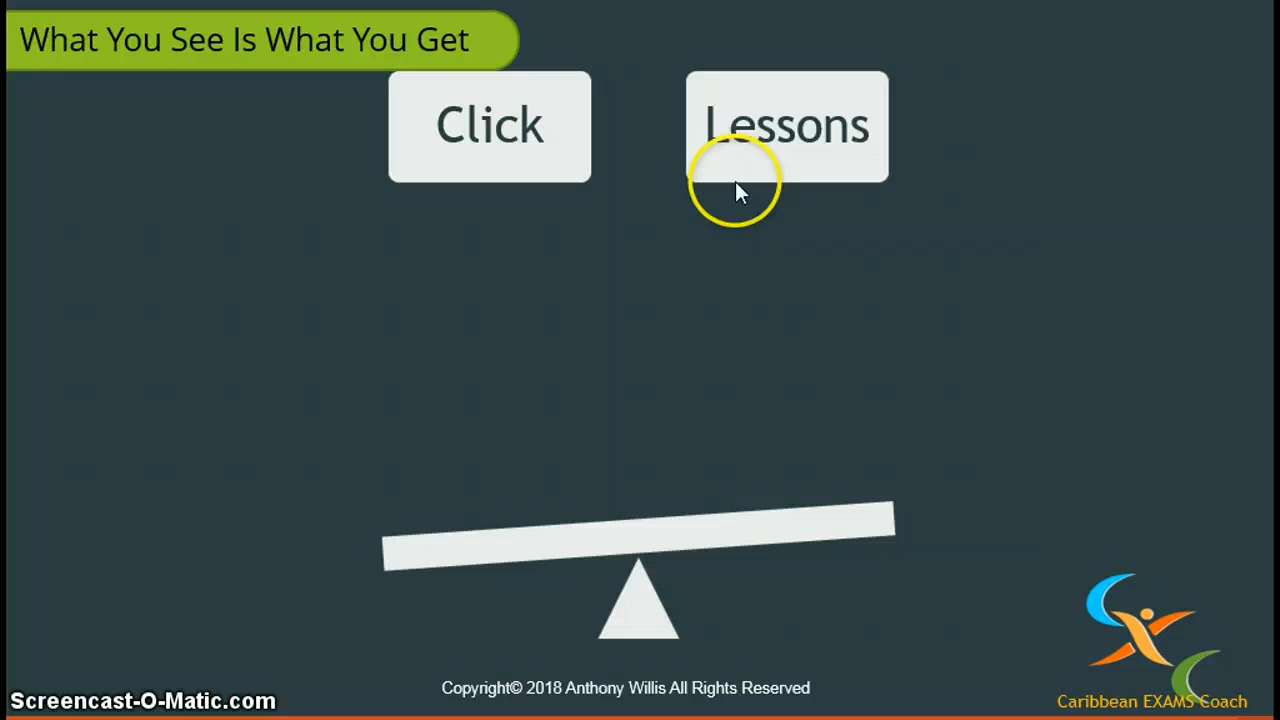 What You See Is What You Get
Click
Lessons
Copyright© 2018 Anthony Willis All Rights Reserved
Screencast-O-Matic.com
Caribbean EXAMS Coach